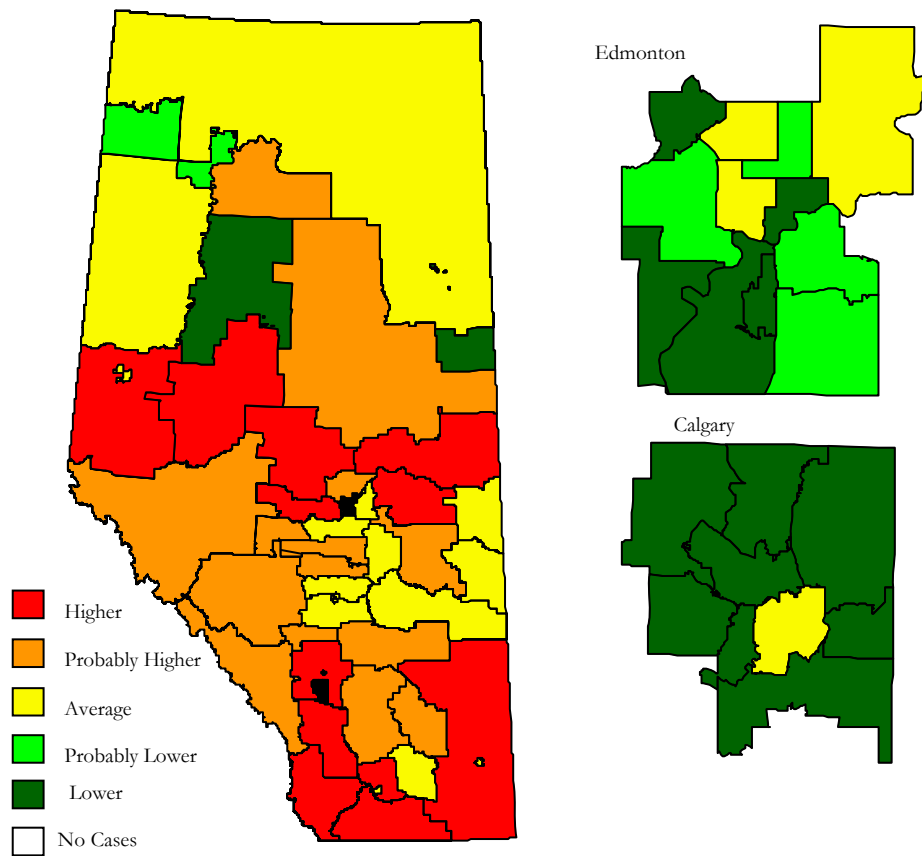 Edmonton
Calgary
Higher
Probably Higher
Average
Probably Lower
Lower
No Cases